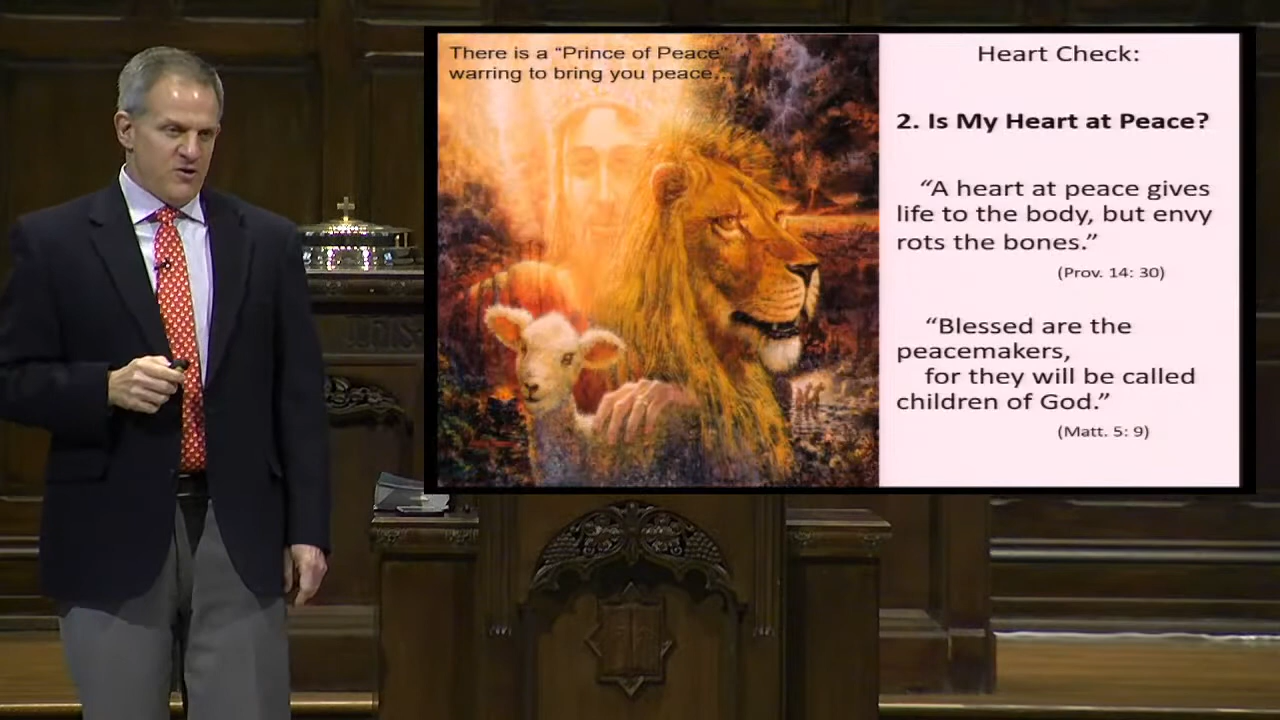 There is a “Prince of Peace”
warring to bring you peace...
Heart Check:
2. Is My Heart at Peace?
“A heart at peace gives
life to the body, but envy
rots the bones.”
(Prov. 14: 30)
“Blessed are the
peacemakers,
for they will be called
children of God.”
(Matt. 5: 9)